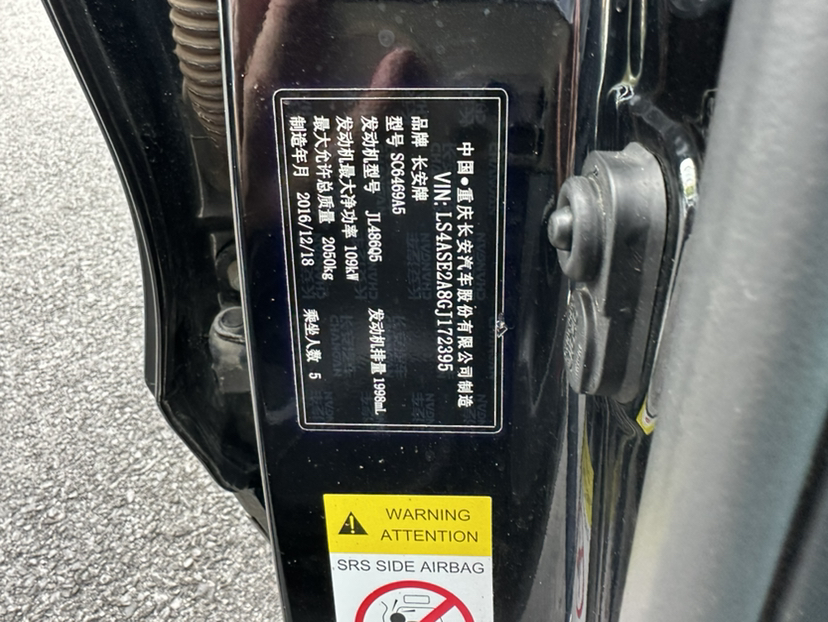 中国●重庆长安汽车股份有限公司制造
VIN: LS4ASE2A8GJ172395
品牌 长安牌
型号 SC6469A5
发动机型号 JL486Q5 发动机排量 1998mL
发动机最大净功率 109kW
最大允许总质量 2050kg 乘坐人数 5
制造年月 2016/12/18
WARNING
ATTENTION
SRS SIDE AIRBAG